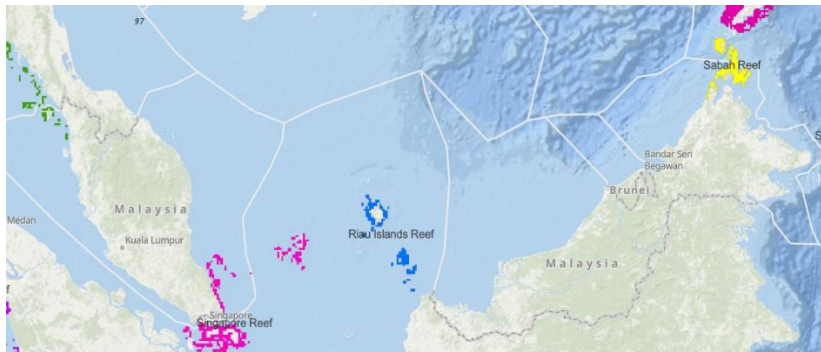 97
Sabah Reef
S
Bandar Seri
Begawan
Brunei
Malaysia
Medan
Riau Islands Reef
Kuala Lumpur
Malaysia
f
Singapore
Singapore Reef